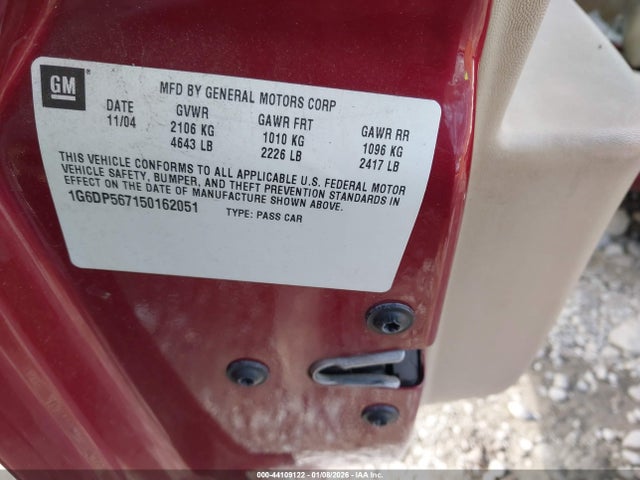 GM
MFD BY GENERAL MOTORS CORP
DATE GVWR GAWR FRT GAWR RR
11/04 2106 KG 1010 KG 1096 KG
4643 LB 2226 LB 2417 LB
THIS VEHICLE CONFORMS TO ALL APPLICABLE U.S. FEDERAL MOTOR
VEHICLE SAFETY, BUMPER, AND THEFT PREVENTION STANDARDS IN
EFFECT ON THE DATE OF MANUFACTURE SHOWN ABOVE.
1G6DP567150162051 TYPE: PASS CAR
000-44109122 - 01/08/2026 - IAA Inc.